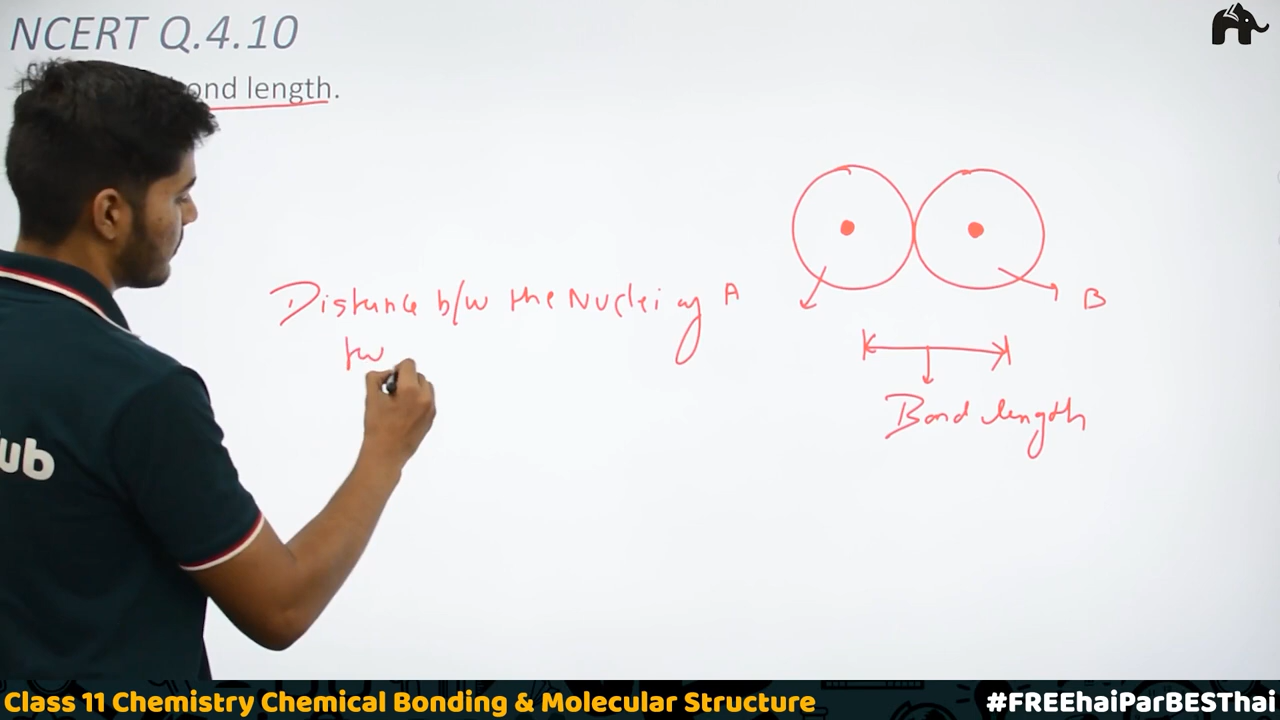 NCERT Q.4.10
ond length.
Distance b/w the Nuclei of
tw
A
B
Bond length
ub
Class 11 Chemistry Chemical Bonding & Molecular Structure
#FREEhaiParBESThai